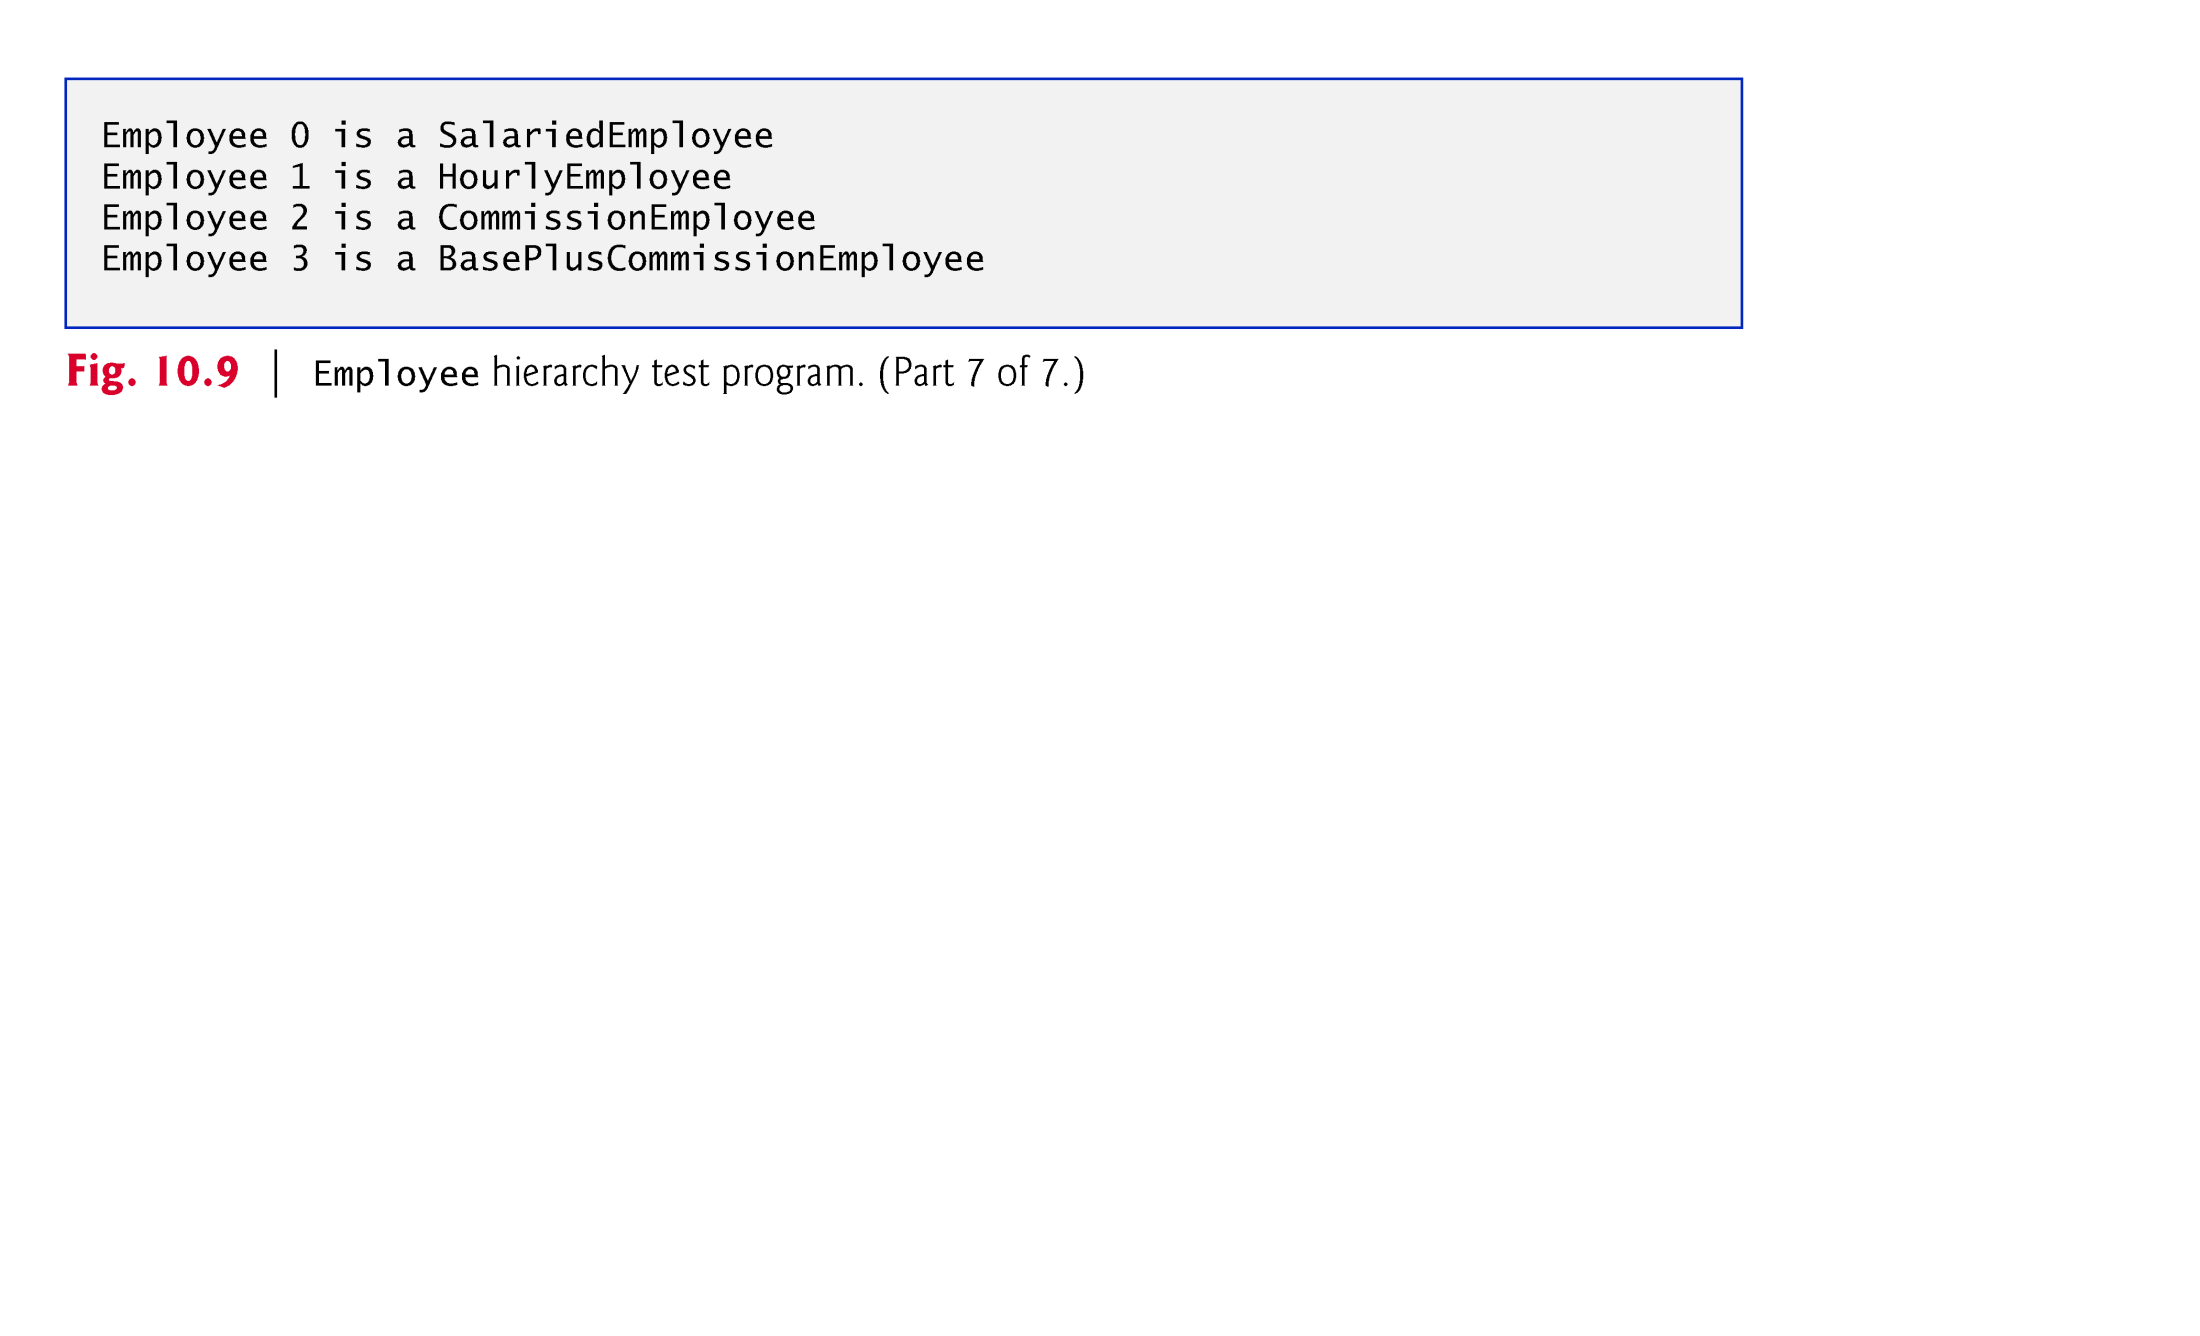 Employee 0 is a SalariedEmployee
Employee 1 is a HourlyEmployee
Employee 2 is a CommissionEmployee
Employee 3 is a BasePlusCommissionEmployee
Fig. 10.9 | Employee hierarchy test program. (Part 7 of 7.)